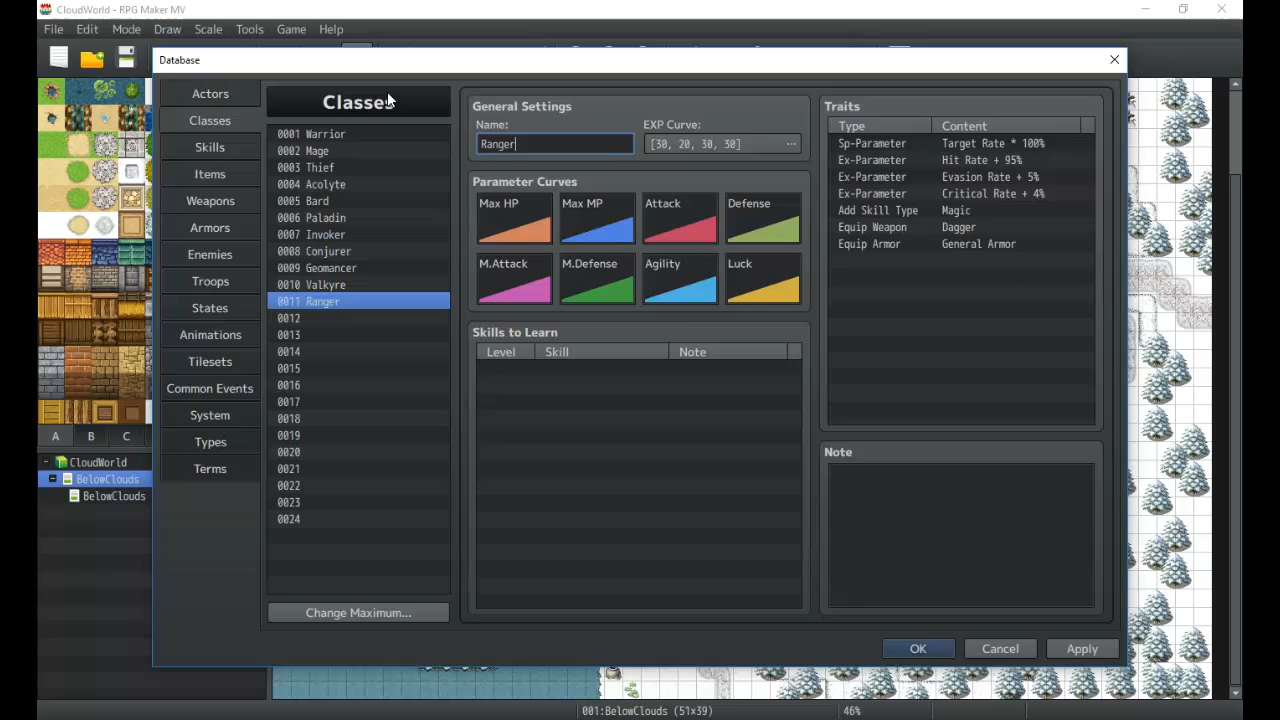 CloudWorld - RPG Maker MV
File Edit Mode Draw Scale Tools Game Help
Database
Actors
Classes
Skills
Items
Weapons
Armors
Enemies
Troops
States
Animations
Tilesets
Common Events
System
Types
Terms
Classes
0001 Warrior
0002 Mage
0003 Thief
0004 Acolyte
0005 Bard
0006 Paladin
0007 Invoker
0008 Conjurer
0009 Geomancer
0010 Valkyre
0011 Ranger
0012
0013
0014
0015
0016
0017
0018
0019
0020
0021
0022
0023
0024
Change Maximum...
General Settings
Name: EXP Curve:
Ranger [30, 20, 30, 30] ...
Parameter Curves
Max HP Max MP Attack Defense
M.Attack M.Defense Agility Luck
Skills to Learn
Level Skill Note
Traits
Type Content
Sp-Parameter Target Rate * 100%
Ex-Parameter Hit Rate + 95%
Ex-Parameter Evasion Rate + 5%
Ex-Parameter Critical Rate + 4%
Add Skill Type Magic
Equip Weapon Dagger
Equip Armor General Armor
Note
OK Cancel Apply
A B C
CloudWorld
BelowClouds
BelowClouds
001:BelowClouds (51x39) 46%